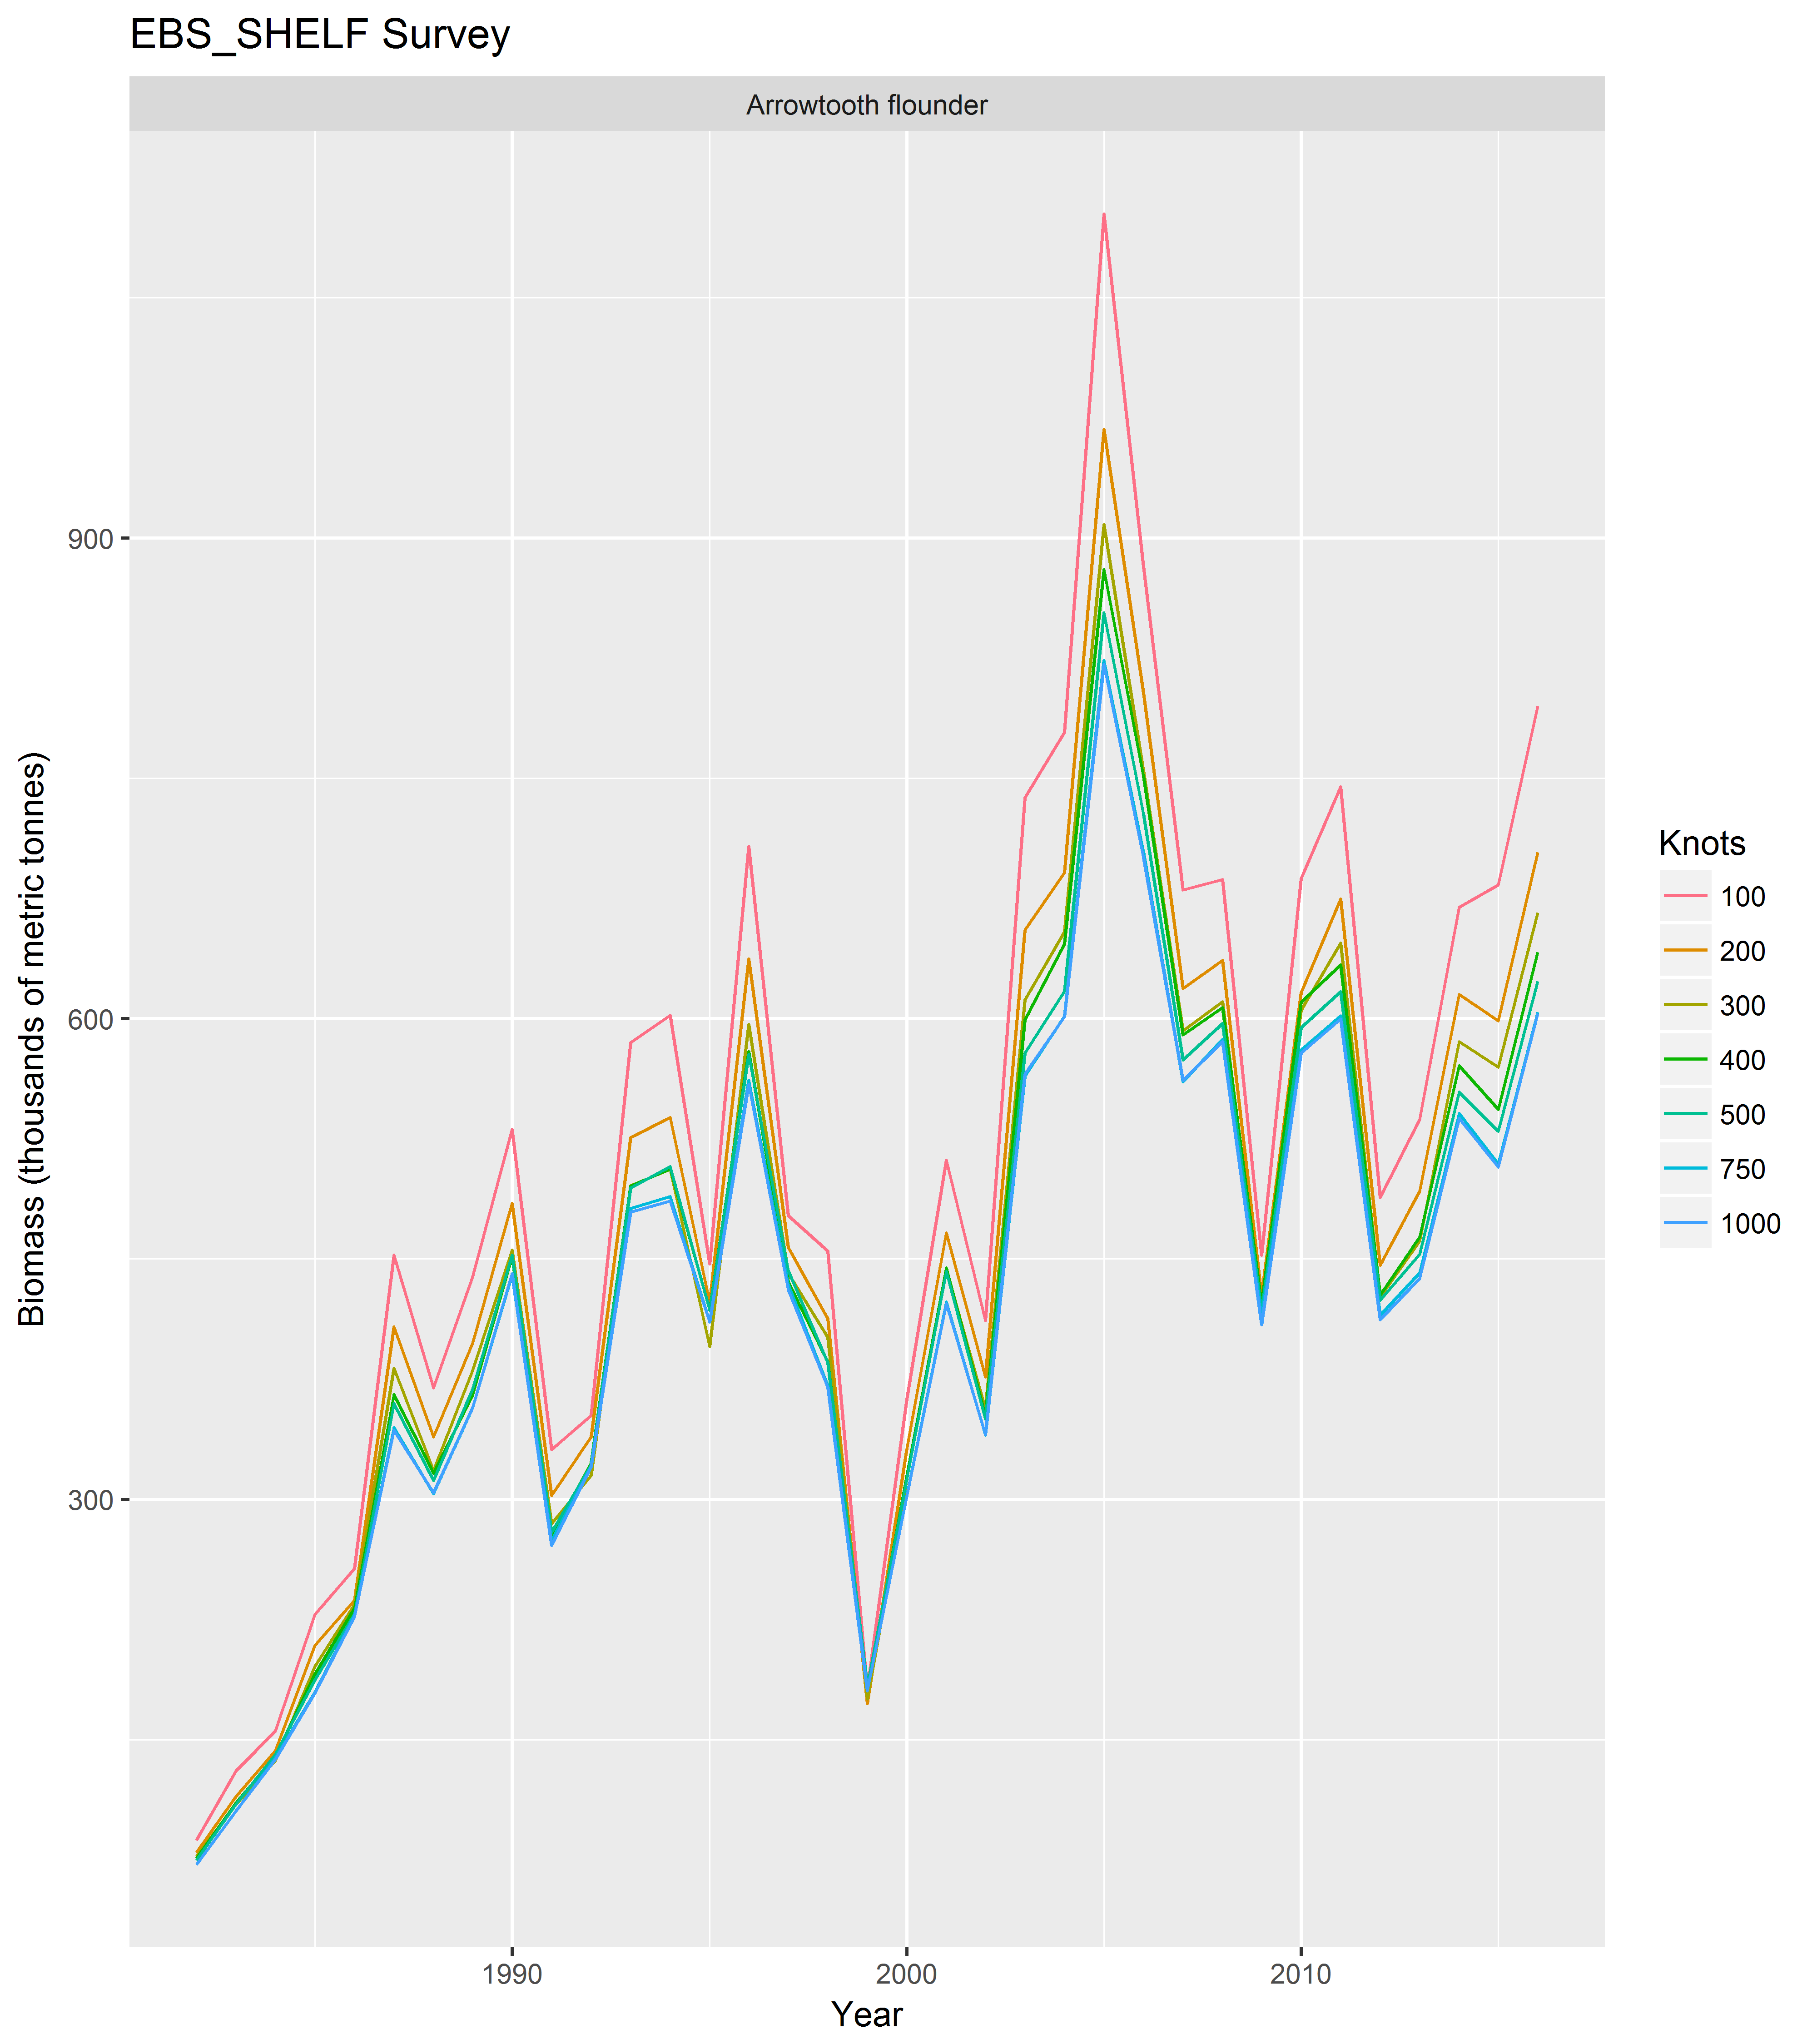 EBS_SHELF Survey
Arrowtooth flounder
Biomass (thousands of metric tonnes)
900
600
300
1990
2000
2010
Year
Knots
100
200
300
400
500
750
1000